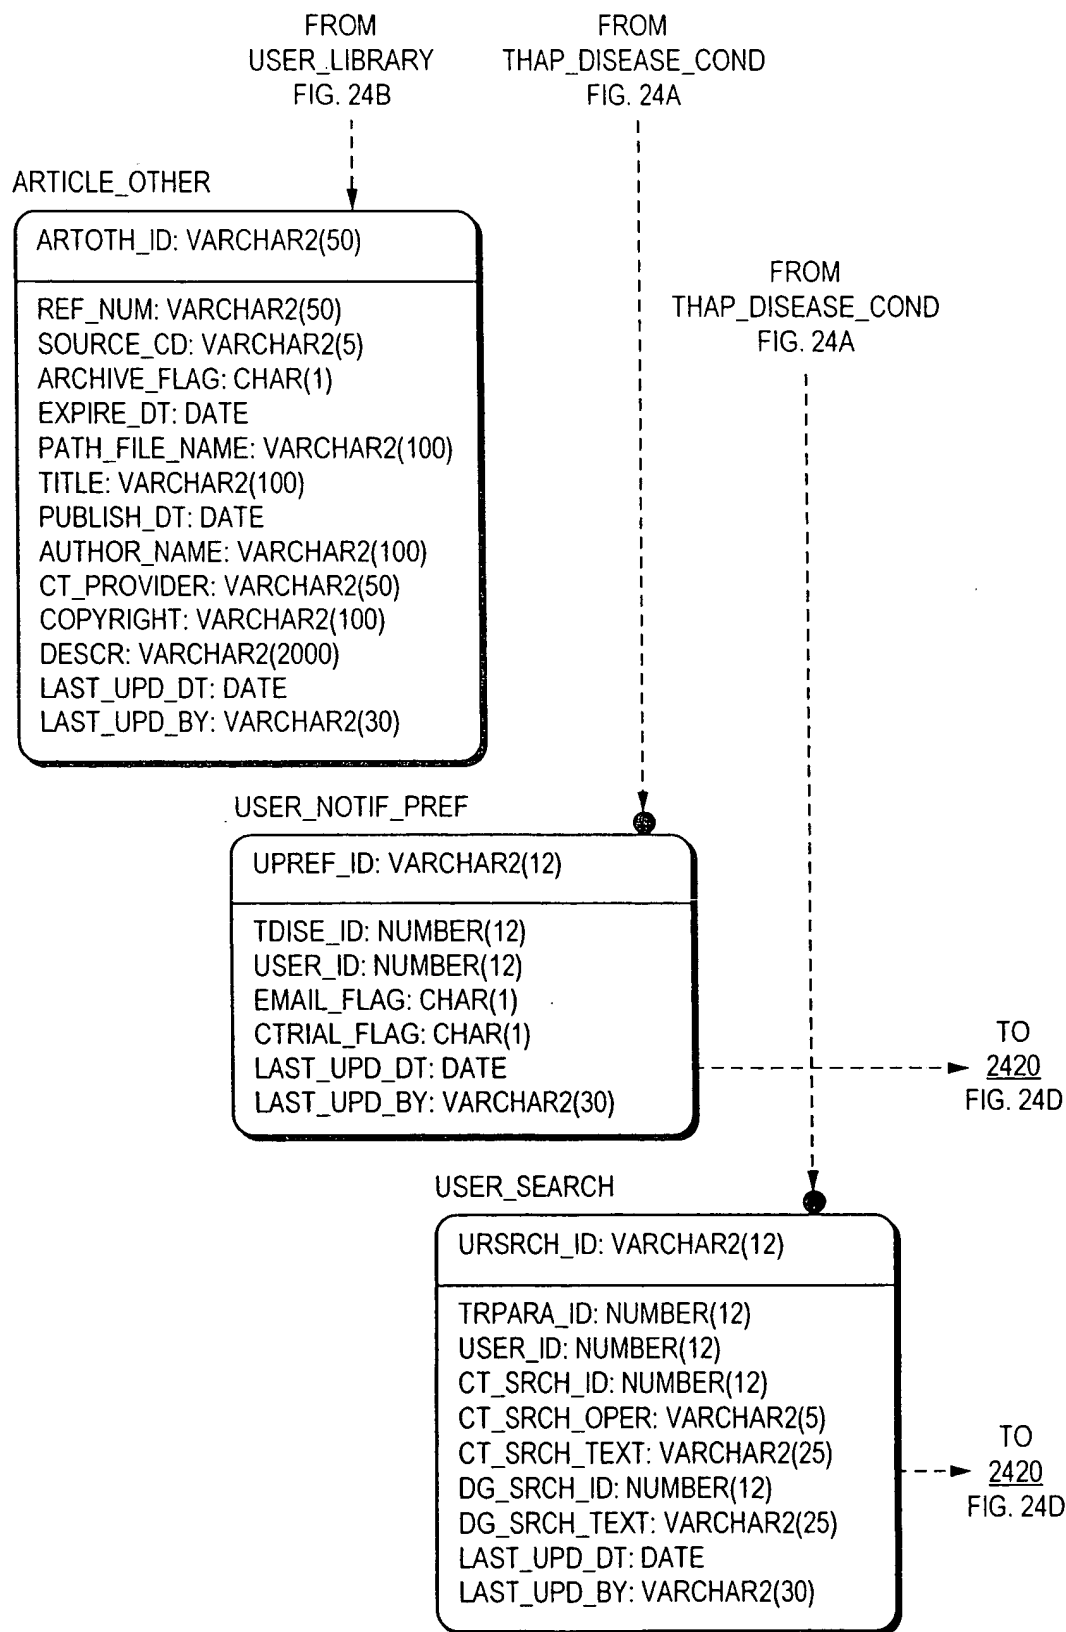 FROM
USER_LIBRARY
FIG. 24B
FROM
THAP_DISEASE_COND
FIG. 24A
ARTICLE_OTHER
ARTOTH_ID: VARCHAR2(50)
REF_NUM: VARCHAR2(50)
SOURCE_CD: VARCHAR2(5)
ARCHIVE_FLAG: CHAR(1)
EXPIRE_DT: DATE
PATH_FILE_NAME: VARCHAR2(100)
TITLE: VARCHAR2(100)
PUBLISH_DT: DATE
AUTHOR_NAME: VARCHAR2(100)
CT_PROVIDER: VARCHAR2(50)
COPYRIGHT: VARCHAR2(100)
DESCR: VARCHAR2(2000)
LAST_UPD_DT: DATE
LAST_UPD_BY: VARCHAR2(30)
FROM
THAP_DISEASE_COND
FIG. 24A
USER_NOTIF_PREF
UPREF_ID: VARCHAR2(12)
TDISE_ID: NUMBER(12)
USER_ID: NUMBER(12)
EMAIL_FLAG: CHAR(1)
CTRIAL_FLAG: CHAR(1)
LAST_UPD_DT: DATE
LAST_UPD_BY: VARCHAR2(30)
TO
2420
FIG. 24D
USER_SEARCH
URSRCH_ID: VARCHAR2(12)
TRPARA_ID: NUMBER(12)
USER_ID: NUMBER(12)
CT_SRCH_ID: NUMBER(12)
CT_SRCH_OPER: VARCHAR2(5)
CT_SRCH_TEXT: VARCHAR2(25)
DG_SRCH_ID: NUMBER(12)
DG_SRCH_TEXT: VARCHAR2(25)
LAST_UPD_DT: DATE
LAST_UPD_BY: VARCHAR2(30)
TO
2420
FIG. 24D